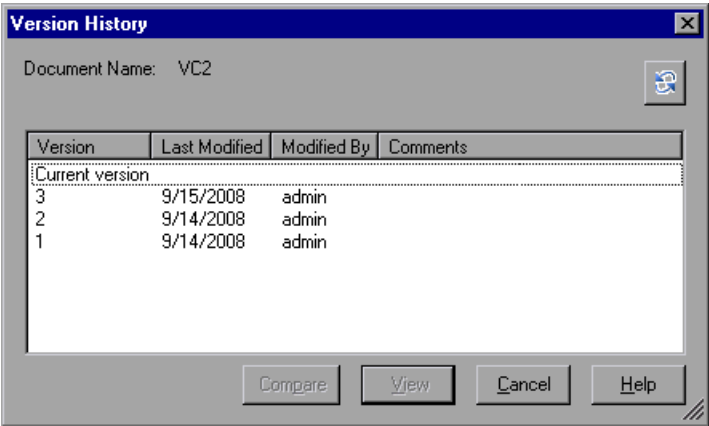 Version History
Document Name: VC2
Version Last Modified Modified By Comments
Current version
3 9/15/2008 admin
2 9/14/2008 admin
1 9/14/2008 admin
Compare View Cancel Help